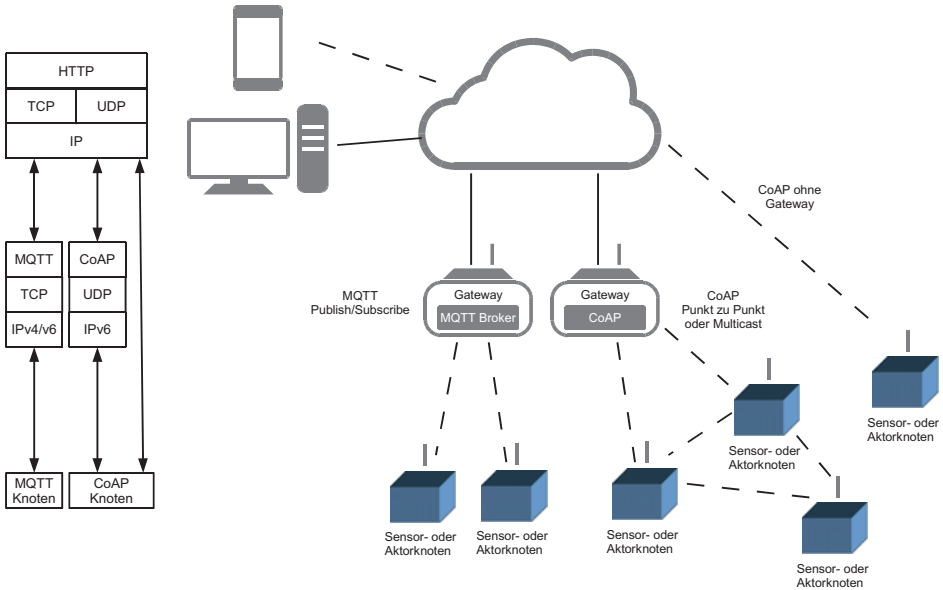 HTTP
TCP
UDP
IP
MQTT
CoAP
TCP
UDP
IPv4/v6
IPv6
MQTT
Knoten
CoAP
Knoten
CoAP ohne
Gateway
MQTT
Publish/Subscribe
Gateway
MQTT Broker
Gateway
CoAP
CoAP
Punkt zu Punkt
oder Multicast
Sensor- oder
Aktorknoten
Sensor- oder
Aktorknoten
Sensor- oder
Aktorknoten
Sensor- oder
Aktorknoten
Sensor- oder
Aktorknoten
Sensor- oder
Aktorknoten